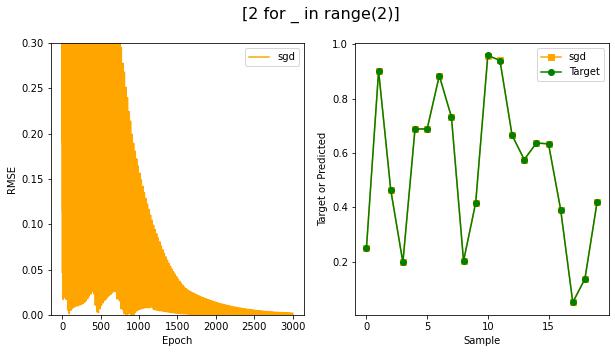 [2 for _ in range(2)]
0.30
0.25
0.20
0.15
0.10
0.05
0.00
RMSE
0 500 1000 1500 2000 2500 3000
Epoch
sgd
1.0
0.8
0.6
0.4
0.2
Target or Predicted
0 5 10 15
Sample
sgd
Target